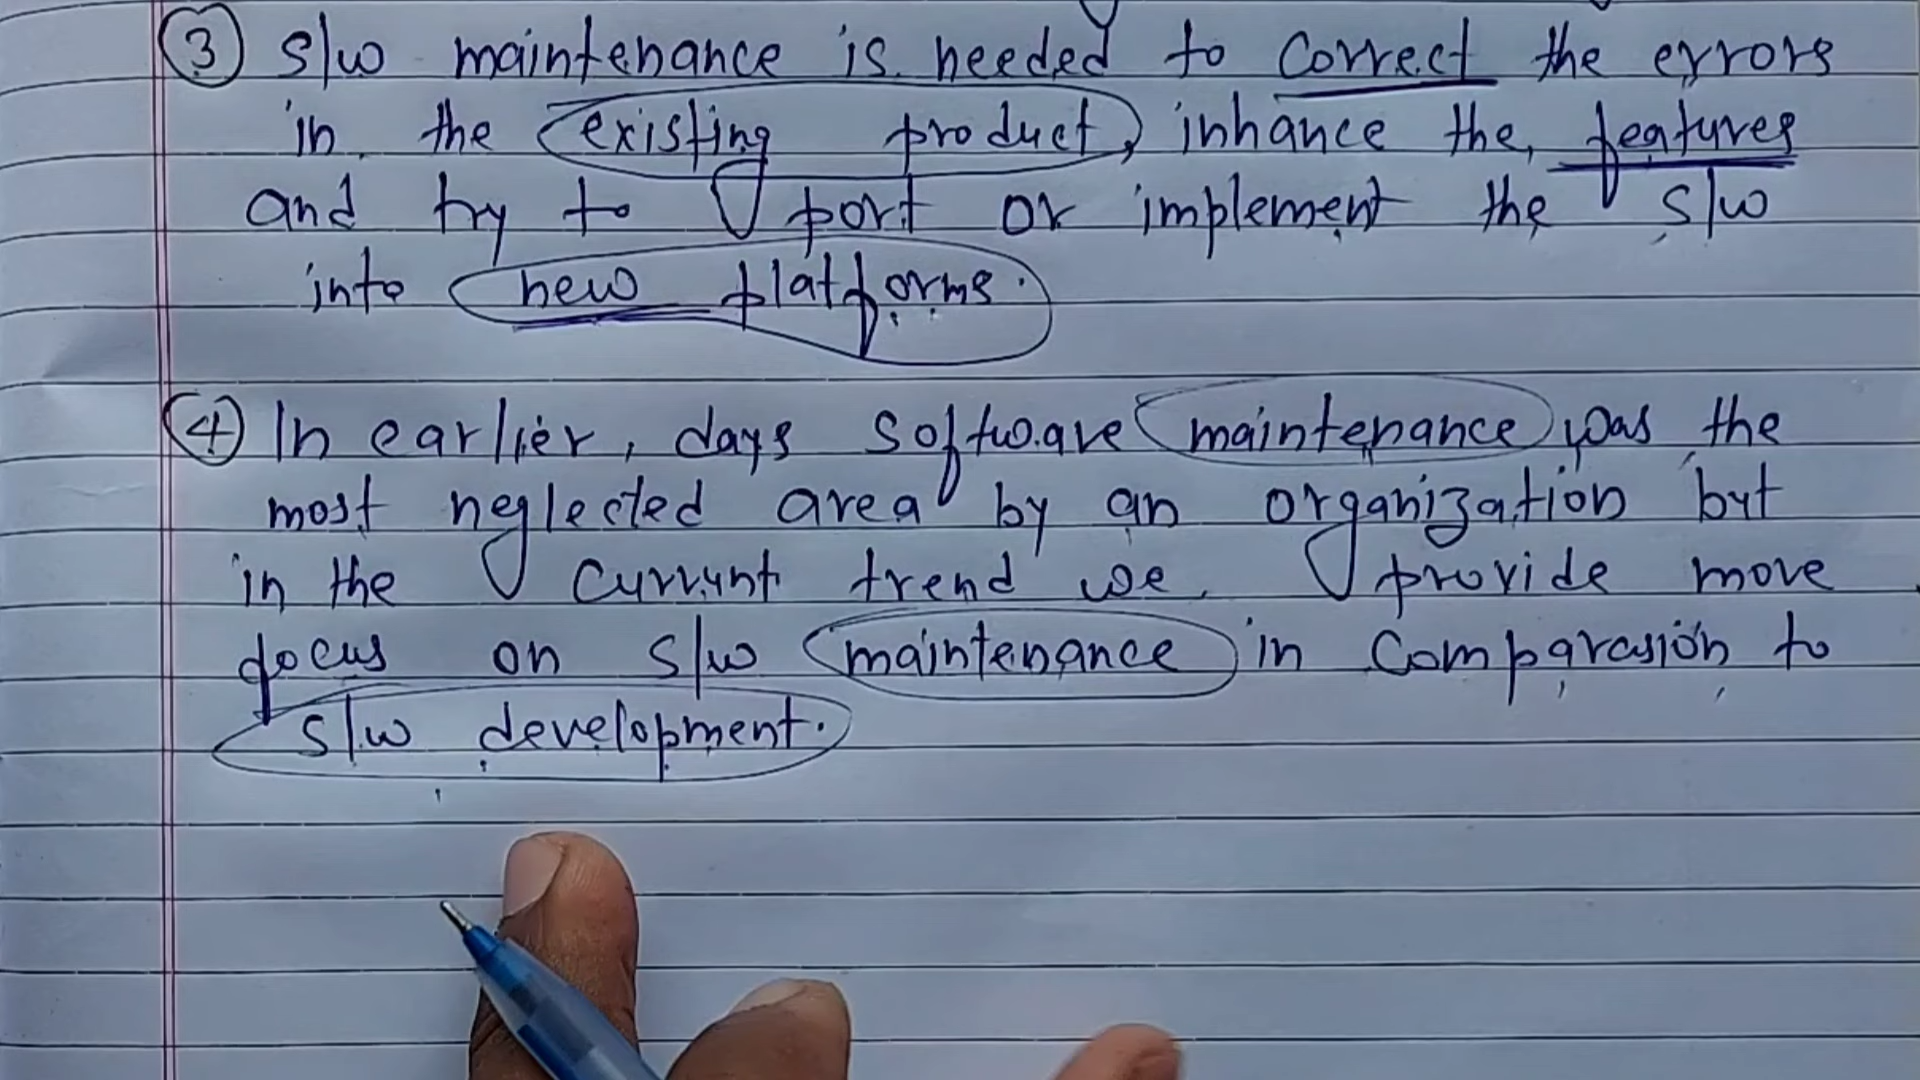 ③ S/w maintenance is needed to correct the errors
in the existing product, inhance the features
and try to port or implement the s/w
into new platforms.
④ In earlier, days software maintenance was the
most neglected area by an organization but
in the currunt trend we provide more
focus on s/w maintenance in comparasion to
s/w development.